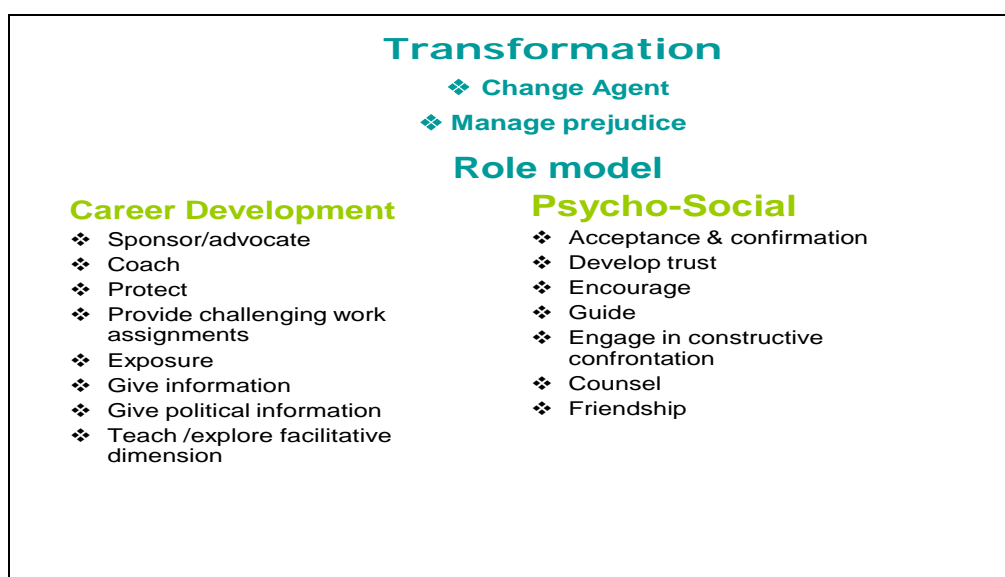 Transformation
❖ Change Agent
❖ Manage prejudice
Role model
Career Development
❖ Sponsor/advocate
❖ Coach
❖ Protect
❖ Provide challenging work
assignments
❖ Exposure
❖ Give information
❖ Give political information
❖ Teach /explore facilitative
dimension
Psycho-Social
❖ Acceptance & confirmation
❖ Develop trust
❖ Encourage
❖ Guide
❖ Engage in constructive
confrontation
❖ Counsel
❖ Friendship